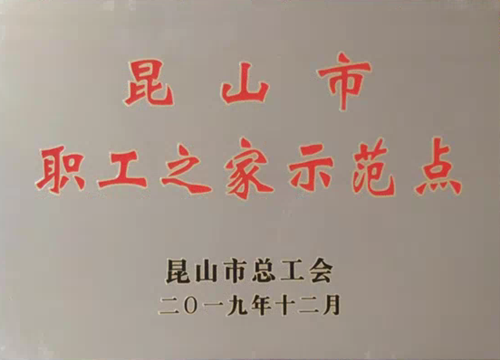 昆山市
职工之家示范点
昆山市总工会
二〇一九年十二月